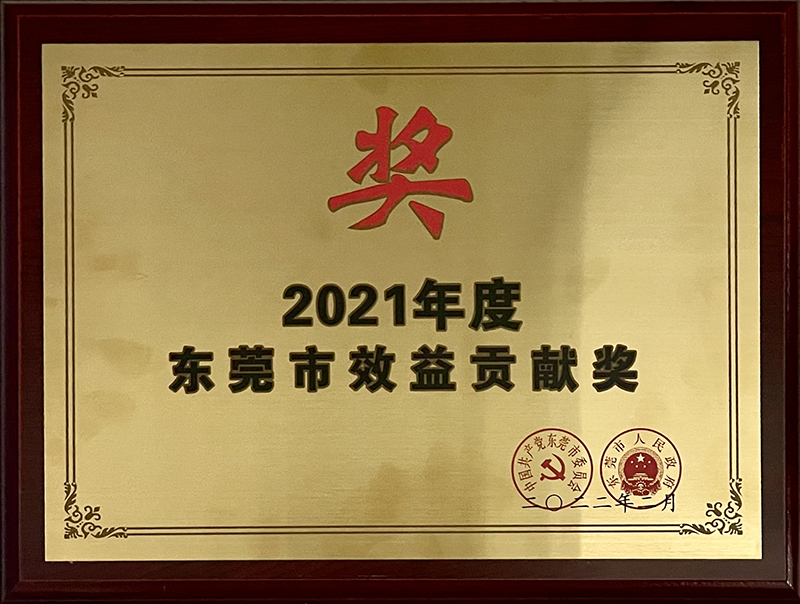 奖
2021年度
东莞市效益贡献奖
中国共产党东莞市委员会
东莞市人民政府
二〇二二年二月